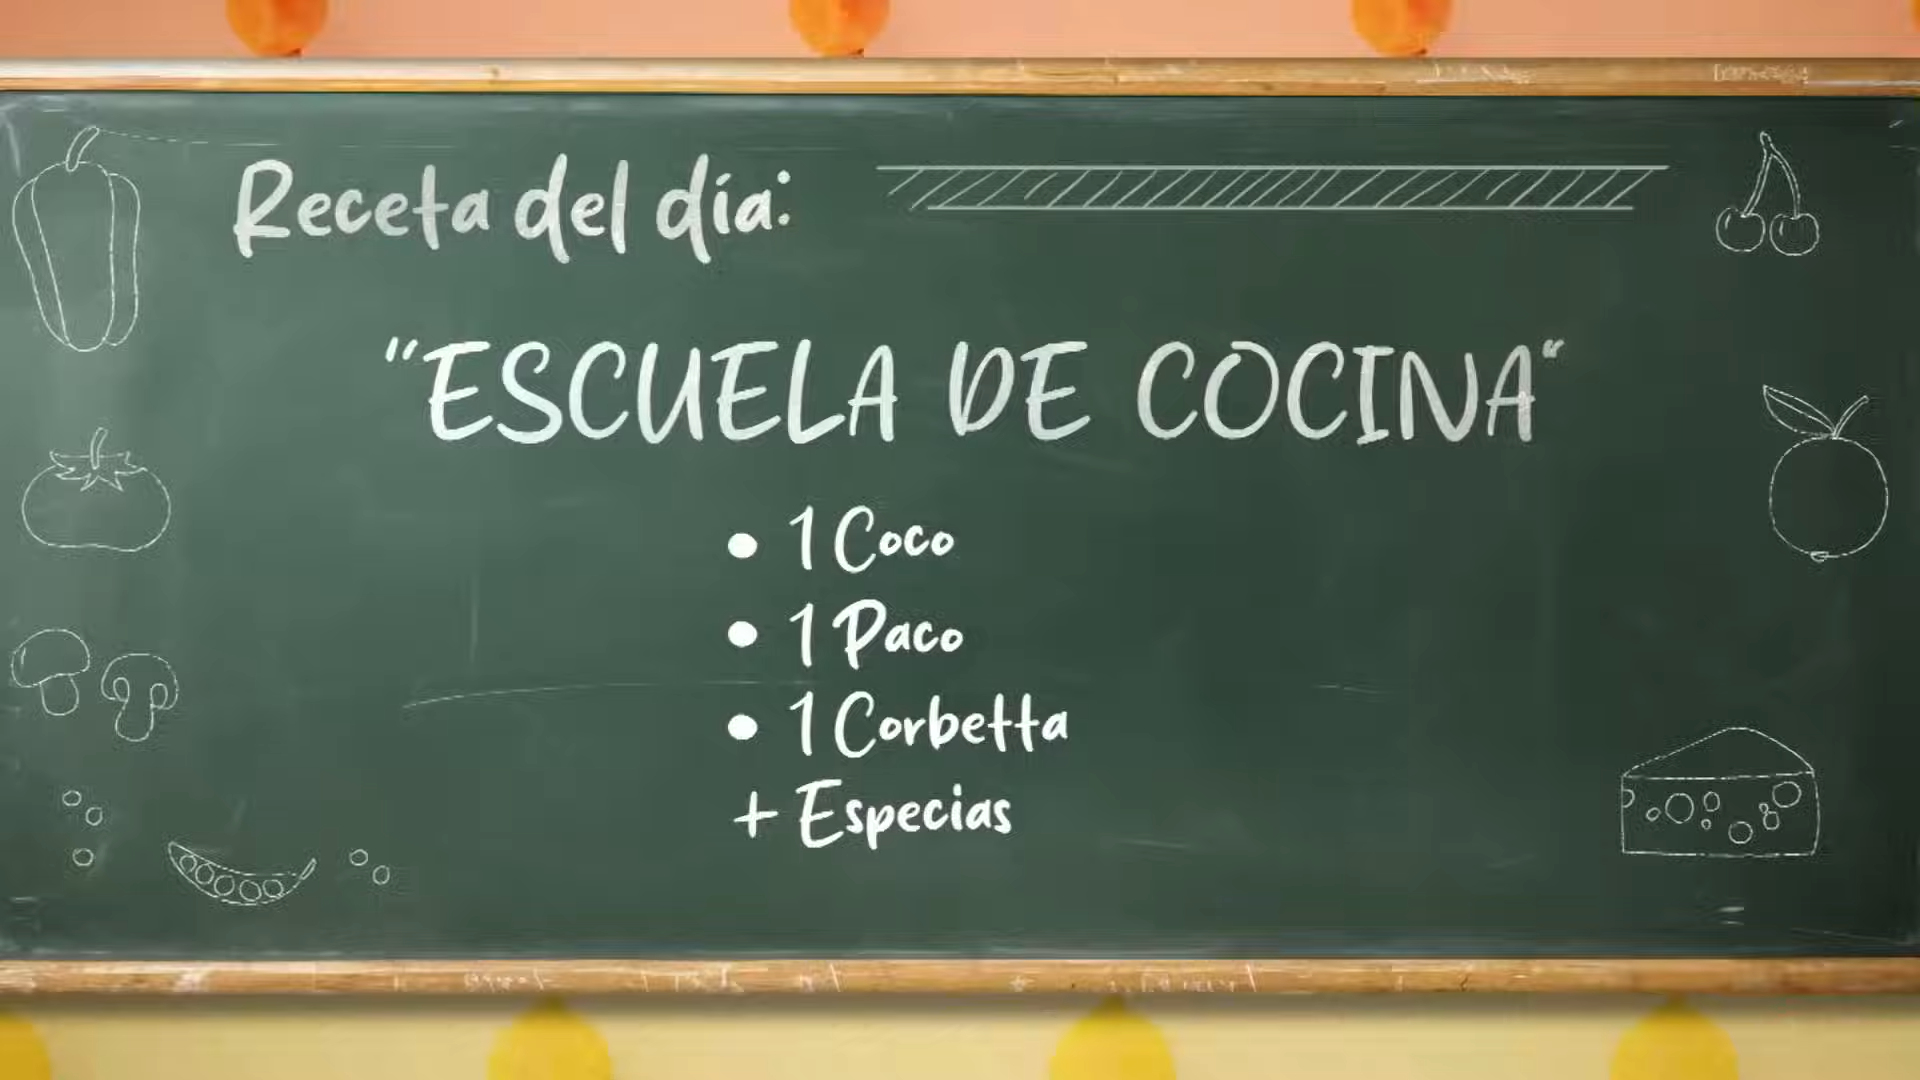 Receta del día:
"ESCUELA DE COCINA"
• 1 Coco
• 1 Paco
• 1 Corbetta
+ Especias